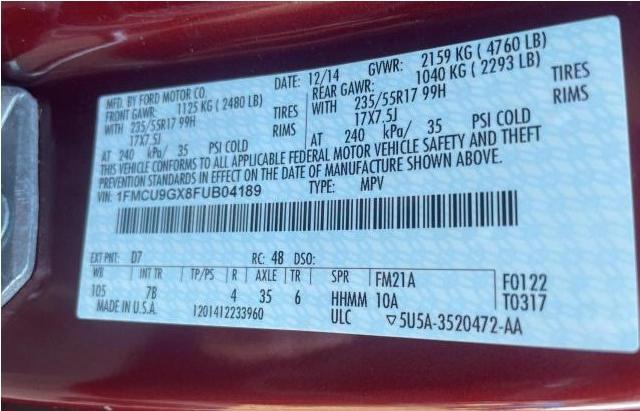 MFD. BY FORD MOTOR CO. DATE: 12/14 GVWR: 2159 KG ( 4760 LB)
FRONT GAWR: 1125 KG ( 2480 LB) REAR GAWR: 1040 KG ( 2293 LB)
WITH 235/55R17 99H TIRES WITH 235/55R17 99H TIRES
17X7.5J RIMS 17X7.5J RIMS
AT 240 kPa/ 35 PSI COLD AT 240 kPa/ 35 PSI COLD
THIS VEHICLE CONFORMS TO ALL APPLICABLE FEDERAL MOTOR VEHICLE SAFETY AND THEFT
PREVENTION STANDARDS IN EFFECT ON THE DATE OF MANUFACTURE SHOWN ABOVE.
VIN: 1FMCU9GX8FUB04189 TYPE: MPV
EXT PNT: D7 RC: 48 DSO:
WB INT TR TP/PS R AXLE TR SPR FM21A F0122
105 7B 4 35 6 HHMM 10A T0317
MADE IN U.S.A. 1201412233960 ULC ▽5U5A-3520472-AA